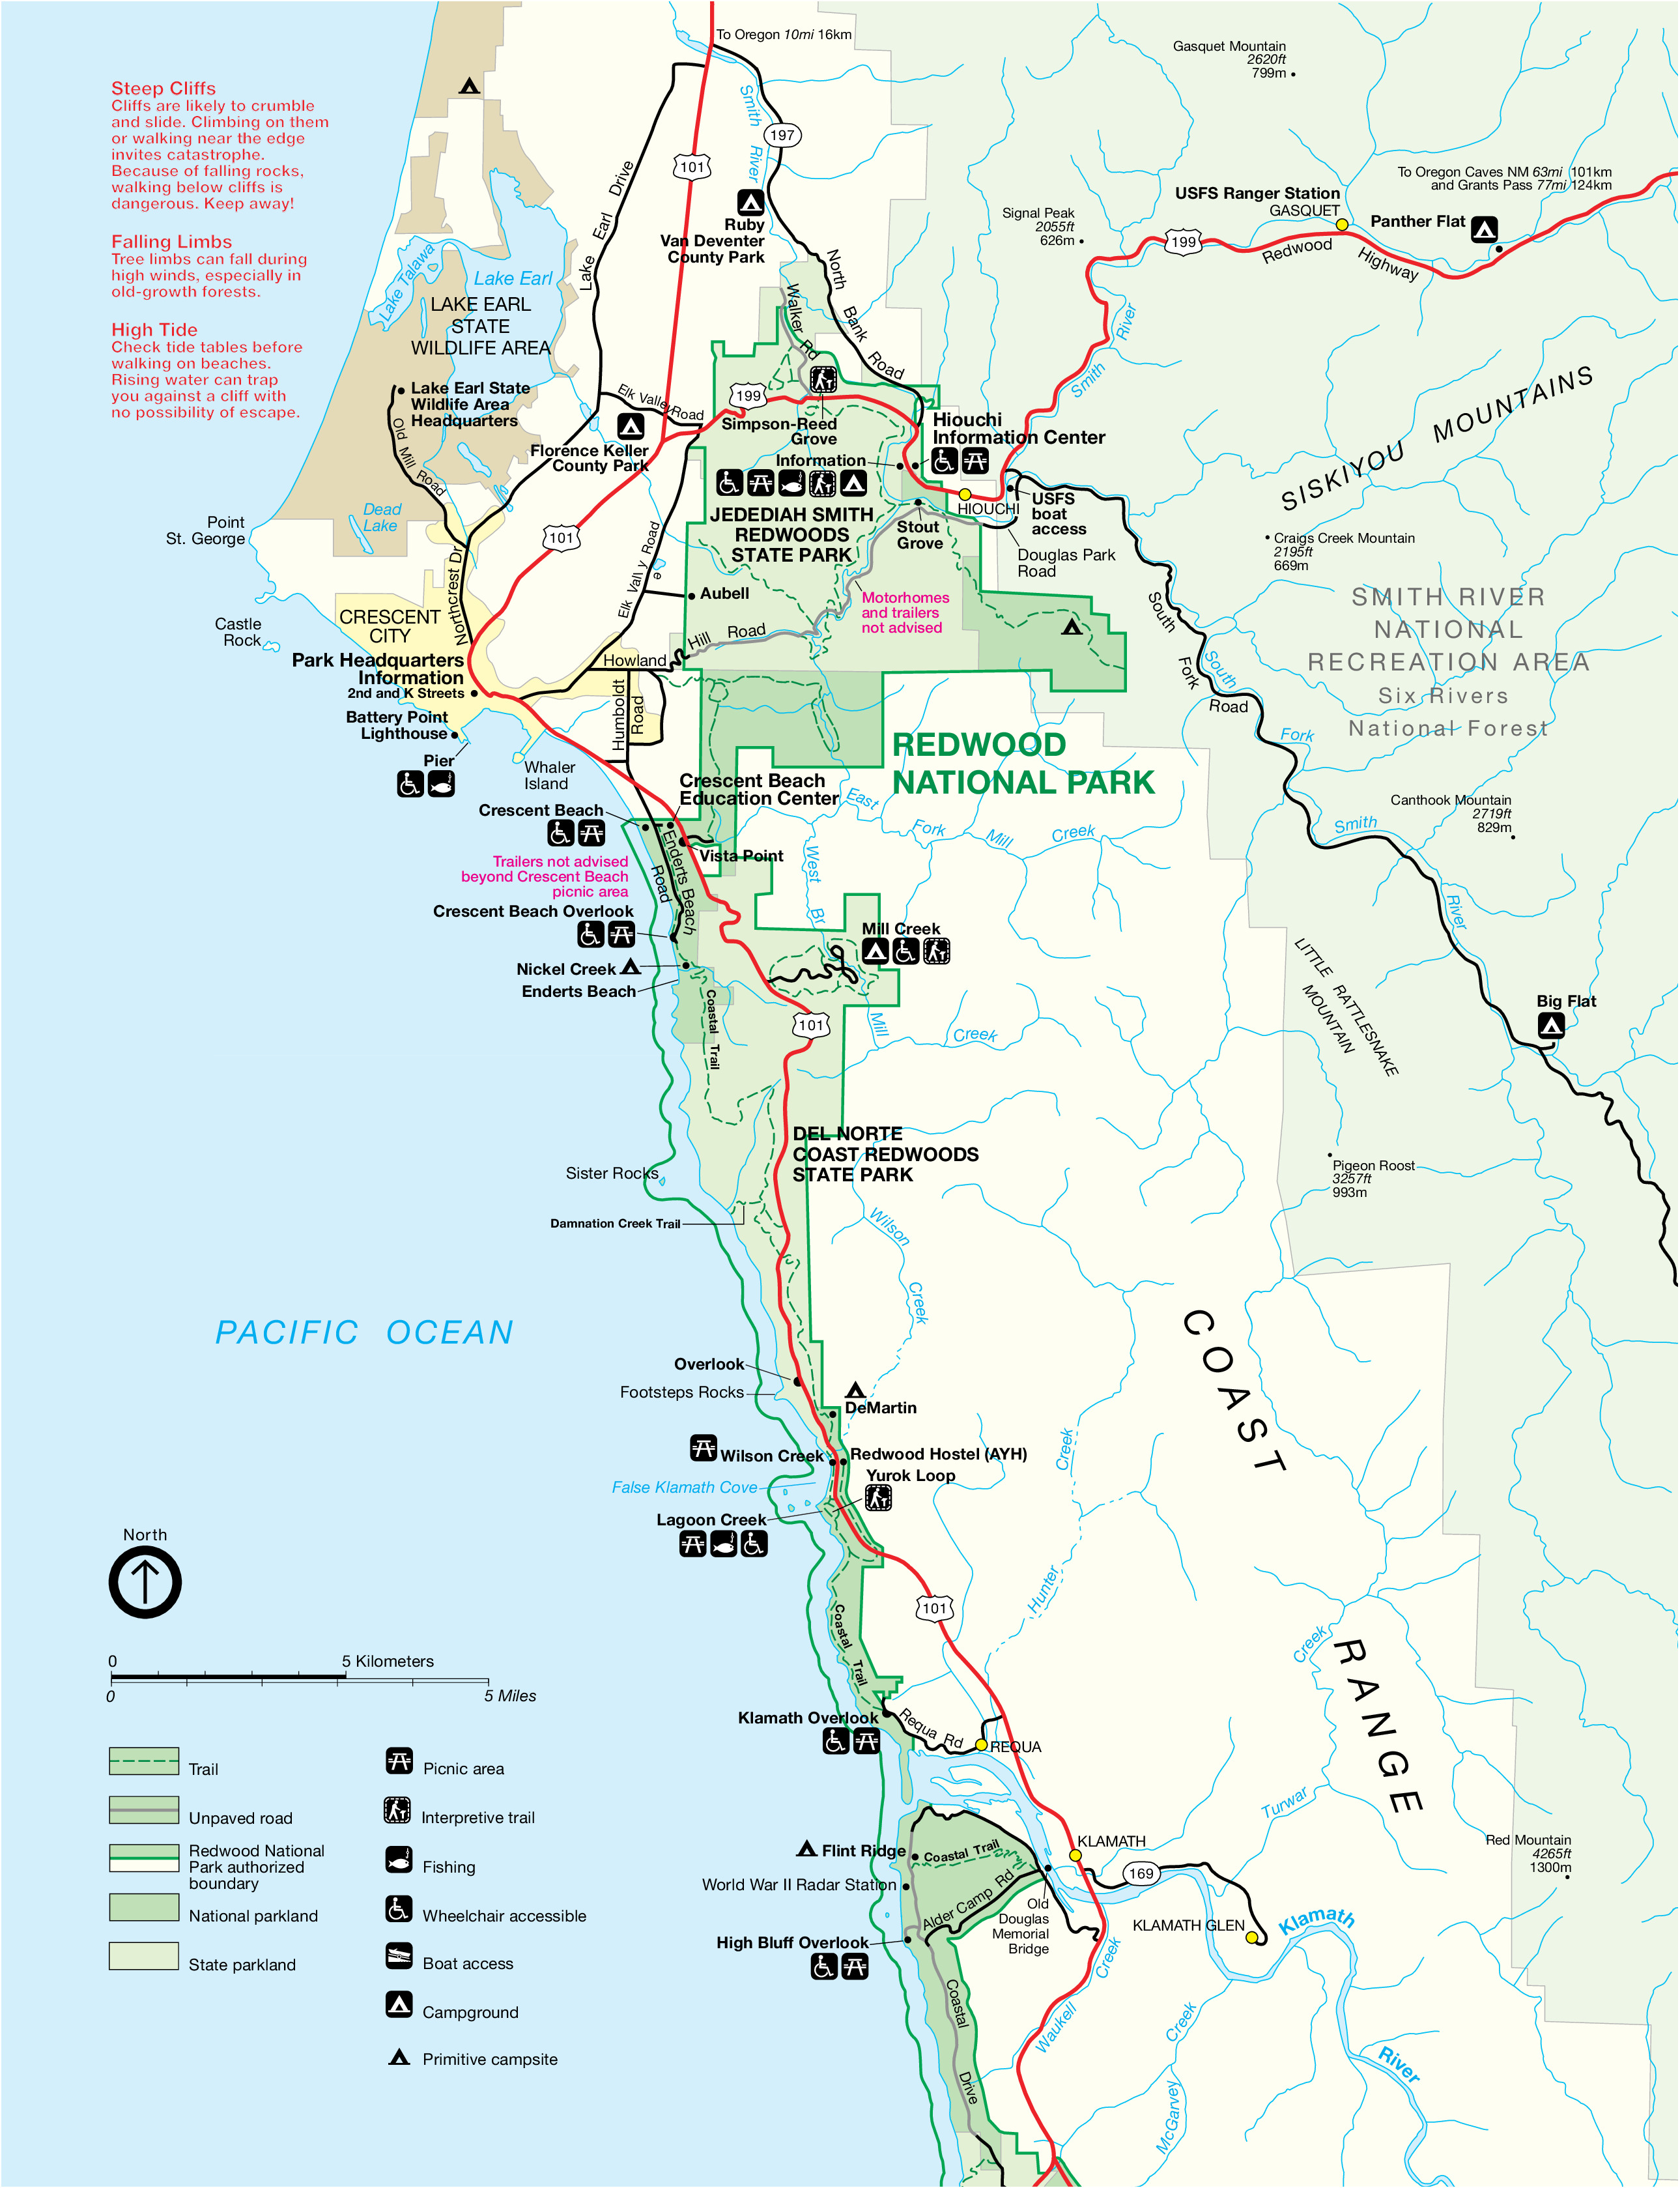 To Oregon 10mi 16km
Steep Cliffs
Cliffs are likely to crumble
and slide. Climbing on them
or walking near the edge
invites catastrophe.
Because of falling rocks,
walking below cliffs is
dangerous. Keep away!
Falling Limbs
Tree limbs can fall during
high winds, especially in
old-growth forests.
High Tide
Check tide tables before
walking on beaches.
Rising water can trap
you against a cliff with
no possibility of escape.
Gasquet Mountain
2620ft
799m
Smith River
197
101
Lake Earl Drive
Ruby
Van Deventer
County Park
North Bank Road
Signal Peak
2055ft
626m
To Oregon Caves NM 63mi 101km
and Grants Pass 77mi 124km
USFS Ranger Station
GASQUET
Panther Flat
199
Redwood Highway
Smith River
Lake Talawa
Lake Earl
LAKE EARL
STATE
WILDLIFE AREA
Walker Rd
Lake Earl State
Wildlife Area
Headquarters
Old Mill Road
Elk Valley Road
199
Florence Keller
County Park
Simpson-Reed
Grove
Hiouchi
Information Center
Information
JEDEDIAH SMITH
REDWOODS
STATE PARK
HIOUCHI
USFS
boat
access
Stout
Grove
Douglas Park
Road
SISKIYOU MOUNTAINS
Craigs Creek Mountain
2195ft
669m
Dead
Lake
Point
St. George
101
Northcrest Dr
Elk Vall y Road
e
Aubell
Motorhomes
and trailers
not advised
Castle
Rock
CRESCENT
CITY
Howland Hill Road
SMITH RIVER
NATIONAL
RECREATION AREA
Six Rivers
National Forest
South Fork Road
South Fork Smith River
Park Headquarters
Information
2nd and K Streets
Battery Point
Lighthouse
Pier
Humboldt
Road
Whaler
Island
REDWOOD
NATIONAL PARK
Crescent Beach
Education Center
Crescent Beach
Vista Point
Enderts Beach
Road
Trailers not advised
beyond Crescent Beach
picnic area
East Fork Mill Creek
West Br
Mill Creek
Canthook Mountain
2719ft
829m
Crescent Beach Overlook
Mill Creek
Nickel Creek
Enderts Beach
Coastal Trail
101
LITTLE RATTLESNAKE
MOUNTAIN
Big Flat
DEL NORTE
COAST REDWOODS
STATE PARK
Sister Rocks
Damnation Creek Trail
Wilson Creek
Pigeon Roost
3257ft
993m
PACIFIC OCEAN
COAST RANGE
Overlook
Footsteps Rocks
DeMartin
Wilson Creek
Redwood Hostel (AYH)
Yurok Loop
False Klamath Cove
Lagoon Creek
Hunter Creek
101
Coastal Trail
North
0
5 Kilometers
0
5 Miles
Klamath Overlook
Requa Rd
REQUA
Turwar Creek
Trail
Unpaved road
Redwood National
Park authorized
boundary
National parkland
State parkland
Picnic area
Interpretive trail
Fishing
Wheelchair accessible
Boat access
Campground
Primitive campsite
KLAMATH
169
Red Mountain
4265ft
1300m
Flint Ridge
Coastal Trail
World War II Radar Station
Alder Camp Rd
Old
Douglas
Memorial
Bridge
KLAMATH GLEN
Klamath River
High Bluff Overlook
Coastal Drive
Waukell Creek
McGarvey Creek